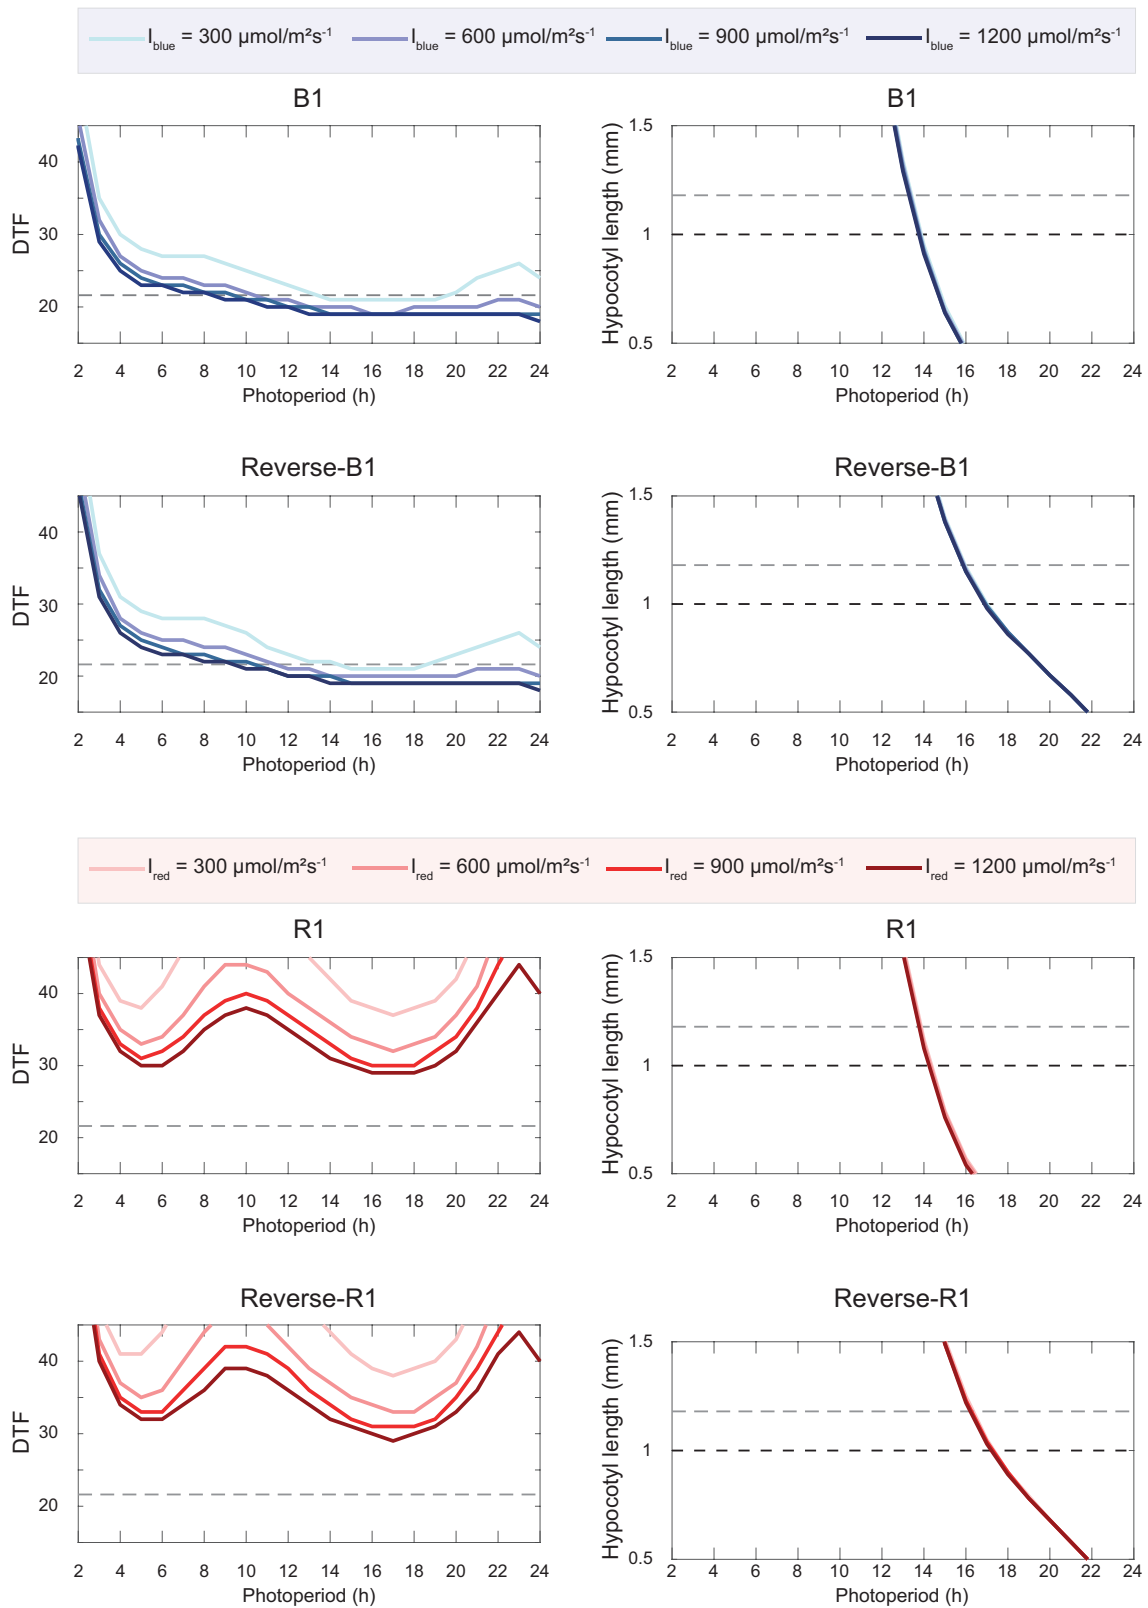 I_blue = 300 µmol/m²s⁻¹ I_blue = 600 µmol/m²s⁻¹ I_blue = 900 µmol/m²s⁻¹ I_blue = 1200 µmol/m²s⁻¹
B1
DTF
40
30
20
2 4 6 8 10 12 14 16 18 20 22 24
Photoperiod (h)
B1
Hypocotyl length (mm)
1.5
1
0.5
2 4 6 8 10 12 14 16 18 20 22 24
Photoperiod (h)
Reverse-B1
DTF
40
30
20
2 4 6 8 10 12 14 16 18 20 22 24
Photoperiod (h)
Reverse-B1
Hypocotyl length (mm)
1.5
1
0.5
2 4 6 8 10 12 14 16 18 20 22 24
Photoperiod (h)
I_red = 300 µmol/m²s⁻¹ I_red = 600 µmol/m²s⁻¹ I_red = 900 µmol/m²s⁻¹ I_red = 1200 µmol/m²s⁻¹
R1
DTF
40
30
20
2 4 6 8 10 12 14 16 18 20 22 24
Photoperiod (h)
R1
Hypocotyl length (mm)
1.5
1
0.5
2 4 6 8 10 12 14 16 18 20 22 24
Photoperiod (h)
Reverse-R1
DTF
40
30
20
2 4 6 8 10 12 14 16 18 20 22 24
Photoperiod (h)
Reverse-R1
Hypocotyl length (mm)
1.5
1
0.5
2 4 6 8 10 12 14 16 18 20 22 24
Photoperiod (h)